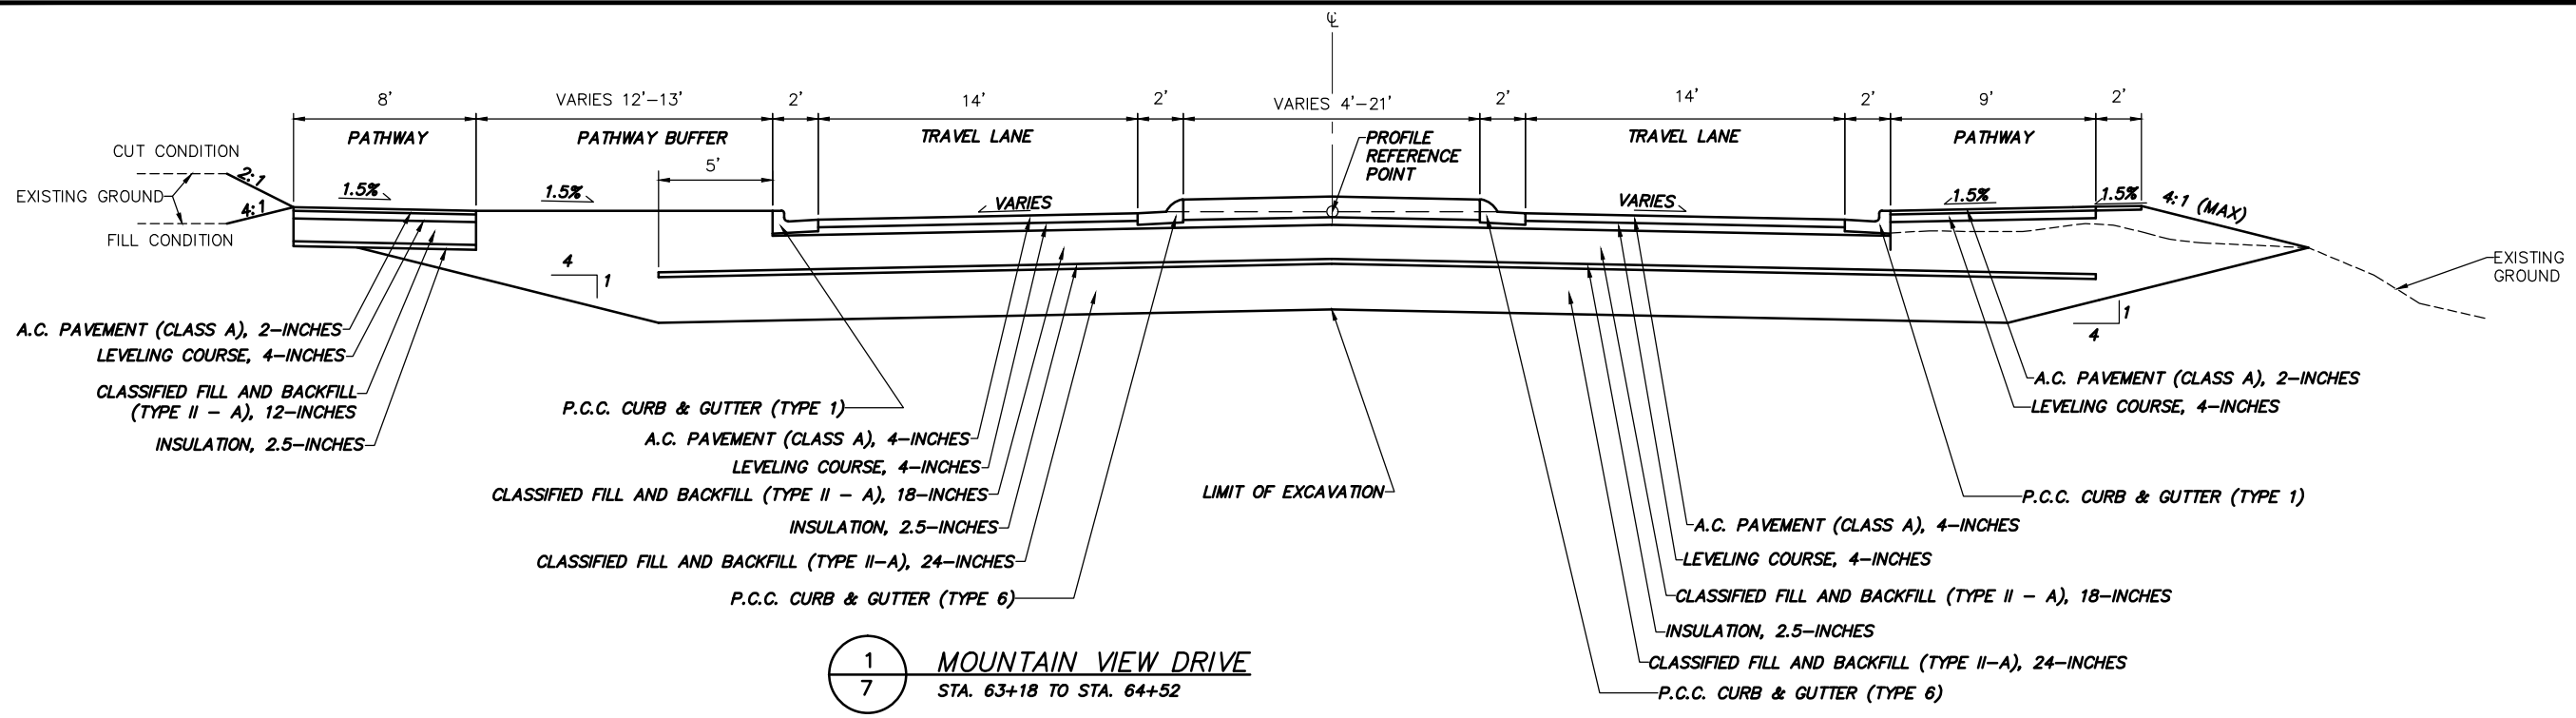 ℄
8'
VARIES 12'-13'
2'
14'
2'
VARIES 4'-21'
2'
14'
2'
9'
2'
PATHWAY
PATHWAY BUFFER
TRAVEL LANE
PROFILE
REFERENCE
POINT
TRAVEL LANE
PATHWAY
CUT CONDITION
EXISTING GROUND
FILL CONDITION
2:1
4:1
1.5%
1.5%
5'
VARIES
VARIES
1.5%
1.5%
4:1 (MAX)
4
1
1
4
EXISTING
GROUND
A.C. PAVEMENT (CLASS A), 2-INCHES
LEVELING COURSE, 4-INCHES
CLASSIFIED FILL AND BACKFILL
(TYPE II - A), 12-INCHES
INSULATION, 2.5-INCHES
P.C.C. CURB & GUTTER (TYPE 1)
A.C. PAVEMENT (CLASS A), 4-INCHES
LEVELING COURSE, 4-INCHES
CLASSIFIED FILL AND BACKFILL (TYPE II - A), 18-INCHES
INSULATION, 2.5-INCHES
CLASSIFIED FILL AND BACKFILL (TYPE II-A), 24-INCHES
P.C.C. CURB & GUTTER (TYPE 6)
LIMIT OF EXCAVATION
A.C. PAVEMENT (CLASS A), 2-INCHES
LEVELING COURSE, 4-INCHES
P.C.C. CURB & GUTTER (TYPE 1)
A.C. PAVEMENT (CLASS A), 4-INCHES
LEVELING COURSE, 4-INCHES
CLASSIFIED FILL AND BACKFILL (TYPE II - A), 18-INCHES
INSULATION, 2.5-INCHES
CLASSIFIED FILL AND BACKFILL (TYPE II-A), 24-INCHES
P.C.C. CURB & GUTTER (TYPE 6)
1
7
MOUNTAIN VIEW DRIVE
STA. 63+18 TO STA. 64+52